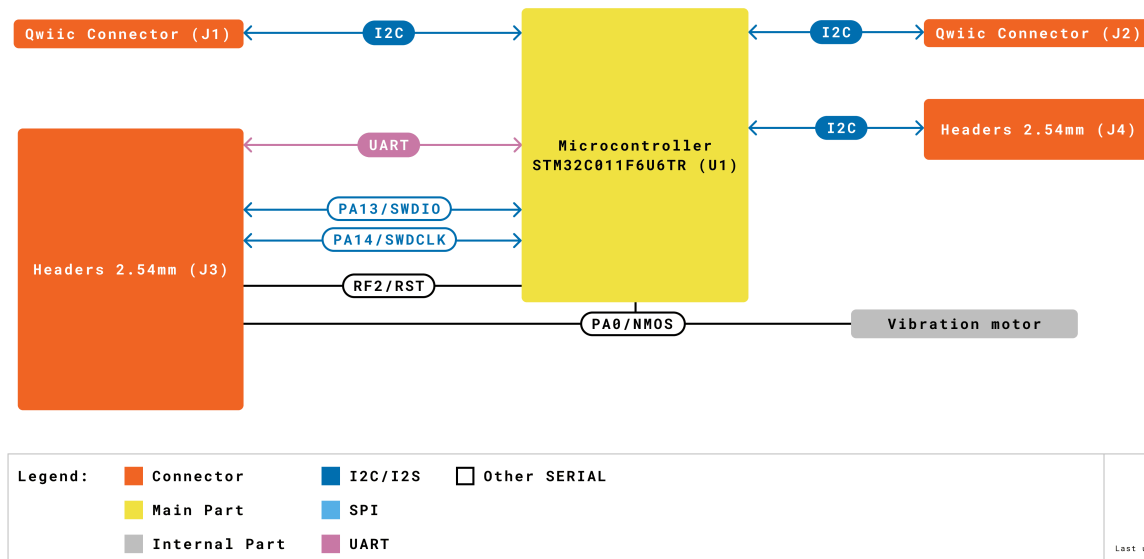 Qwiic Connector (J1)
I2C
I2C
Qwiic Connector (J2)
Microcontroller
STM32C011F6U6TR (U1)
I2C
Headers 2.54mm (J4)
UART
PA13/SWDIO
PA14/SWDCLK
Headers 2.54mm (J3)
RF2/RST
PA0/NMOS
Vibration motor
Legend:
Connector
I2C/I2S
Other SERIAL
Main Part
SPI
Internal Part
UART
Last